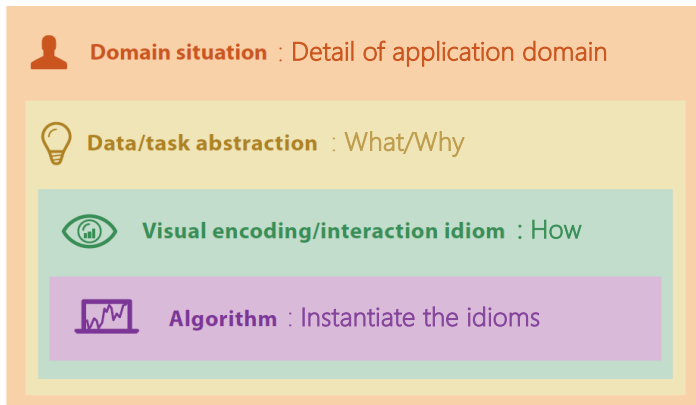 Domain situation : Detail of application domain
Data/task abstraction : What/Why
Visual encoding/interaction idiom : How
Algorithm : Instantiate the idioms